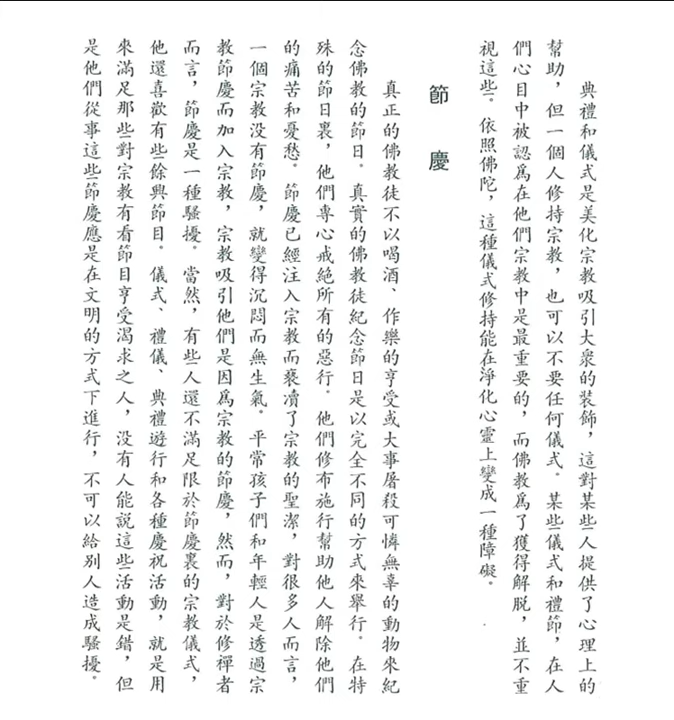 典禮和儀式是美化宗教吸引大衆的裝飾，這對某些人提供了心理上的
幫助，但一個人修持宗教，也可以不要任何儀式。某些儀式和禮節，在人
們心目中被認爲在他們宗教中是最重要的，而佛教爲了獲得解脫，並不重
視這些。依照佛陀，這種儀式修持能在淨化心靈上變成一種障礙。
節慶
真正的佛教徒不以喝酒、作樂的亨受或大事屠殺可憐無辜的動物來紀
念佛教的節日。真實的佛教徒紀念節日是以完全不同的方式來舉行。在特
殊的節日裏，他們專心戒絕所有的惡行。他們修布施行幫助他人解除他們
的痛苦和憂愁。節慶已經注入宗教而褻瀆了宗教的聖潔，對很多人而言，
一個宗教没有節慶，就變得沉悶而無生氣。平常孩子們和年輕人是透過宗
教節慶而加入宗教，宗教吸引他們是因爲宗教的節慶，然而，對於修禪者
而言，節慶是一種騷擾。當然，有些人還不滿足限於節慶裏的宗教儀式，
他還喜歡有些餘興節目。儀式、禮儀、典禮遊行和各種慶祝活動，就是用
來滿足那些對宗教有看節目亨受渴求之人，没有人能說這些活動是錯，但
是他們從事這些節慶應是在文明的方式下進行，不可以給别人造成騷擾。